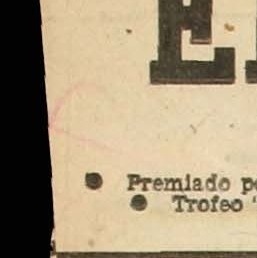 E
● Premiado p
● Trofeo "